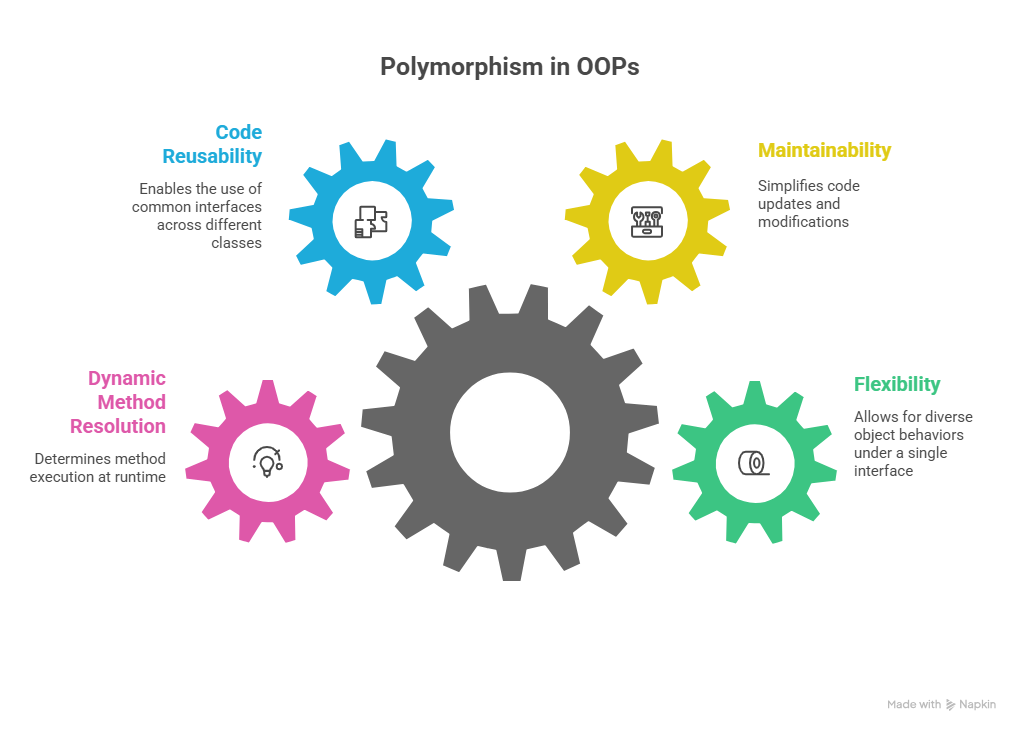 Polymorphism in OOPs
Code
Reusability
Enables the use of
common interfaces
across different
classes
Maintainability
Simplifies code
updates and
modifications
Dynamic
Method
Resolution
Determines method
execution at runtime
Flexibility
Allows for diverse
object behaviors
under a single
interface
Made with Napkin